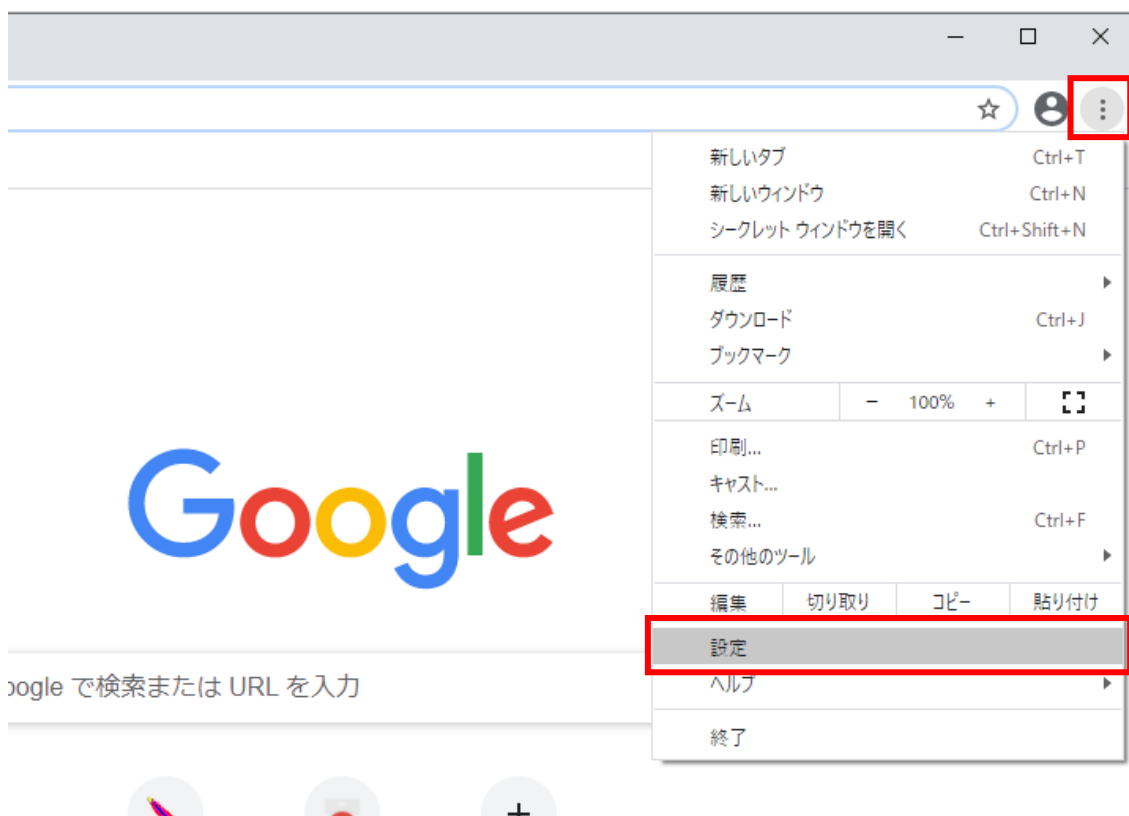 新しいタブ Ctrl+T
新しいウィンドウ Ctrl+N
シークレット ウィンドウを開く Ctrl+Shift+N
履歴
ダウンロード Ctrl+J
ブックマーク
ズーム - 100% +
印刷... Ctrl+P
キャスト...
検索... Ctrl+F
その他のツール
編集 切り取り コピー 貼り付け
設定
ヘルプ
終了
Google
oogle で検索または URL を入力